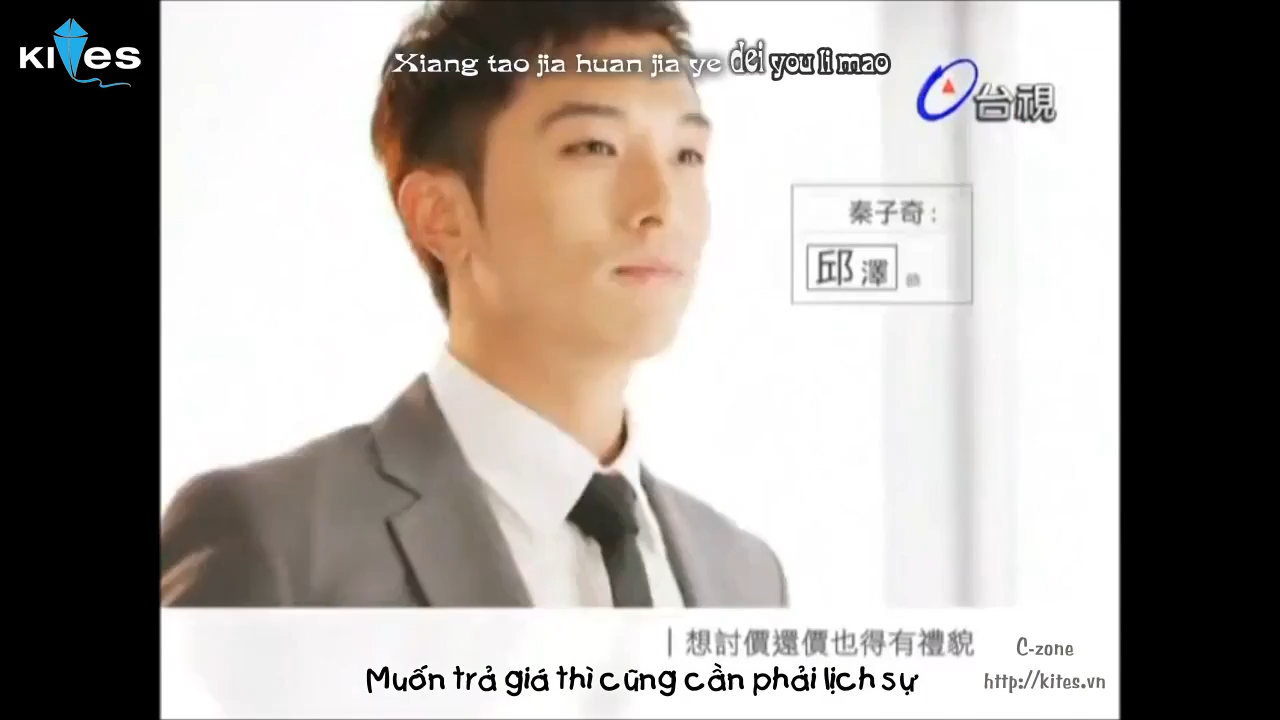 KITES
Xiang tao jia huan jia ye dei you li mao
台視
秦子奇:
邱澤 飾
想討價還價也得有禮貌
C-zone
Muốn trả giá thì cũng cần phải lịch sự
http://kites.vn